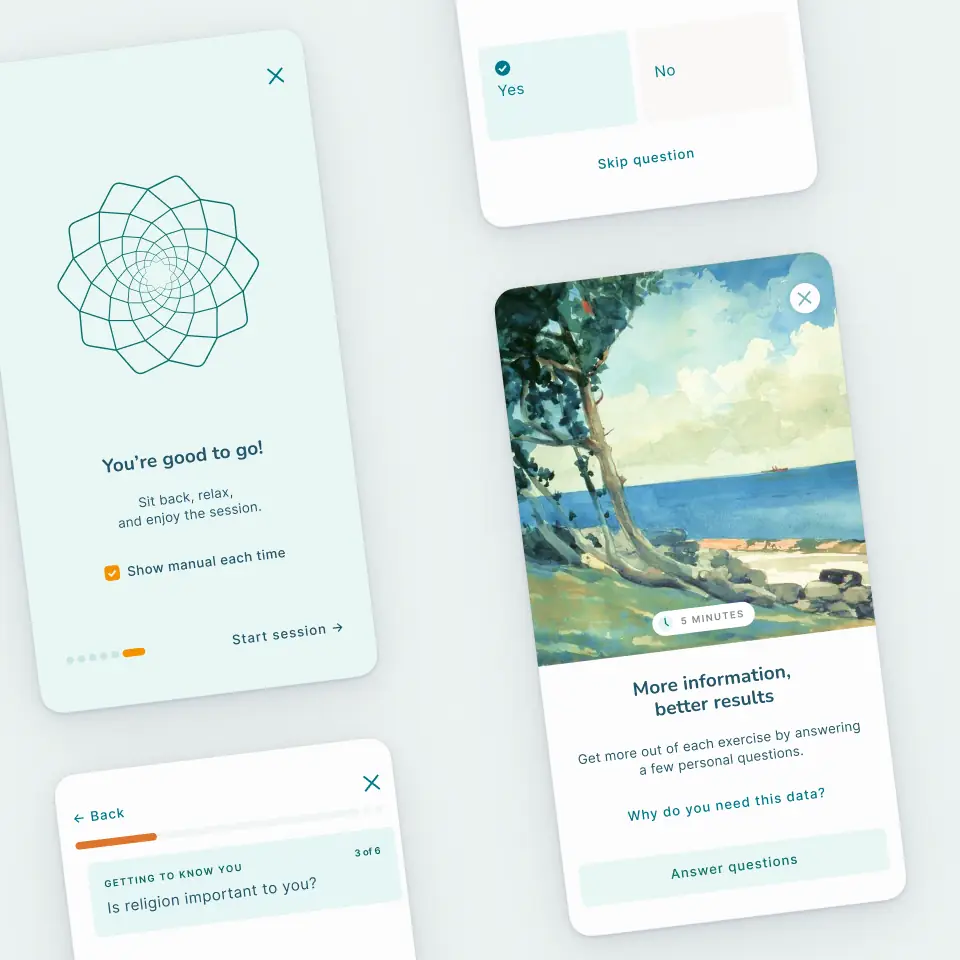 You're good to go!
Sit back, relax,
and enjoy the session.
Show manual each time
Start session →
← Back
GETTING TO KNOW YOU
3 of 6
Is religion important to you?
Yes
No
Skip question
5 MINUTES
More information,
better results
Get more out of each exercise by answering
a few personal questions.
Why do you need this data?
Answer questions